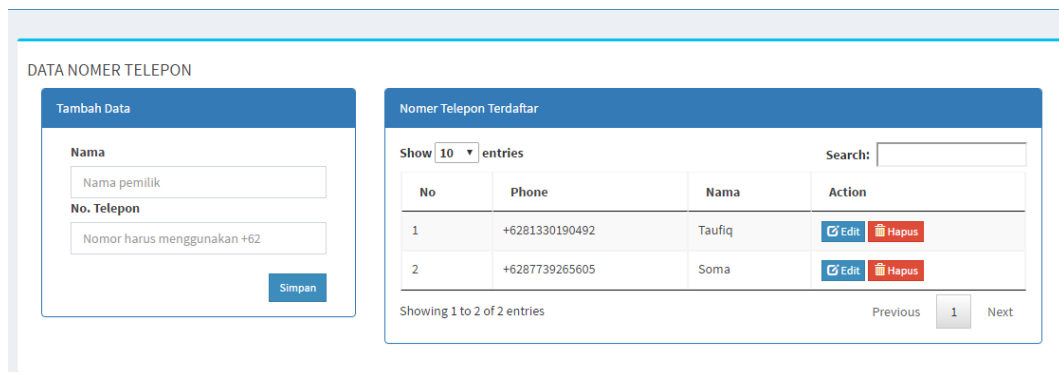 DATA NOMER TELEPON
Tambah Data
Nama
Nama pemilik
No. Telepon
Nomor harus menggunakan +62
Simpan
Nomer Telepon Terdaftar
Show 10 entries Search:
No Phone Nama Action
1 +6281330190492 Taufiq Edit Hapus
2 +6287739265605 Soma Edit Hapus
Showing 1 to 2 of 2 entries Previous 1 Next